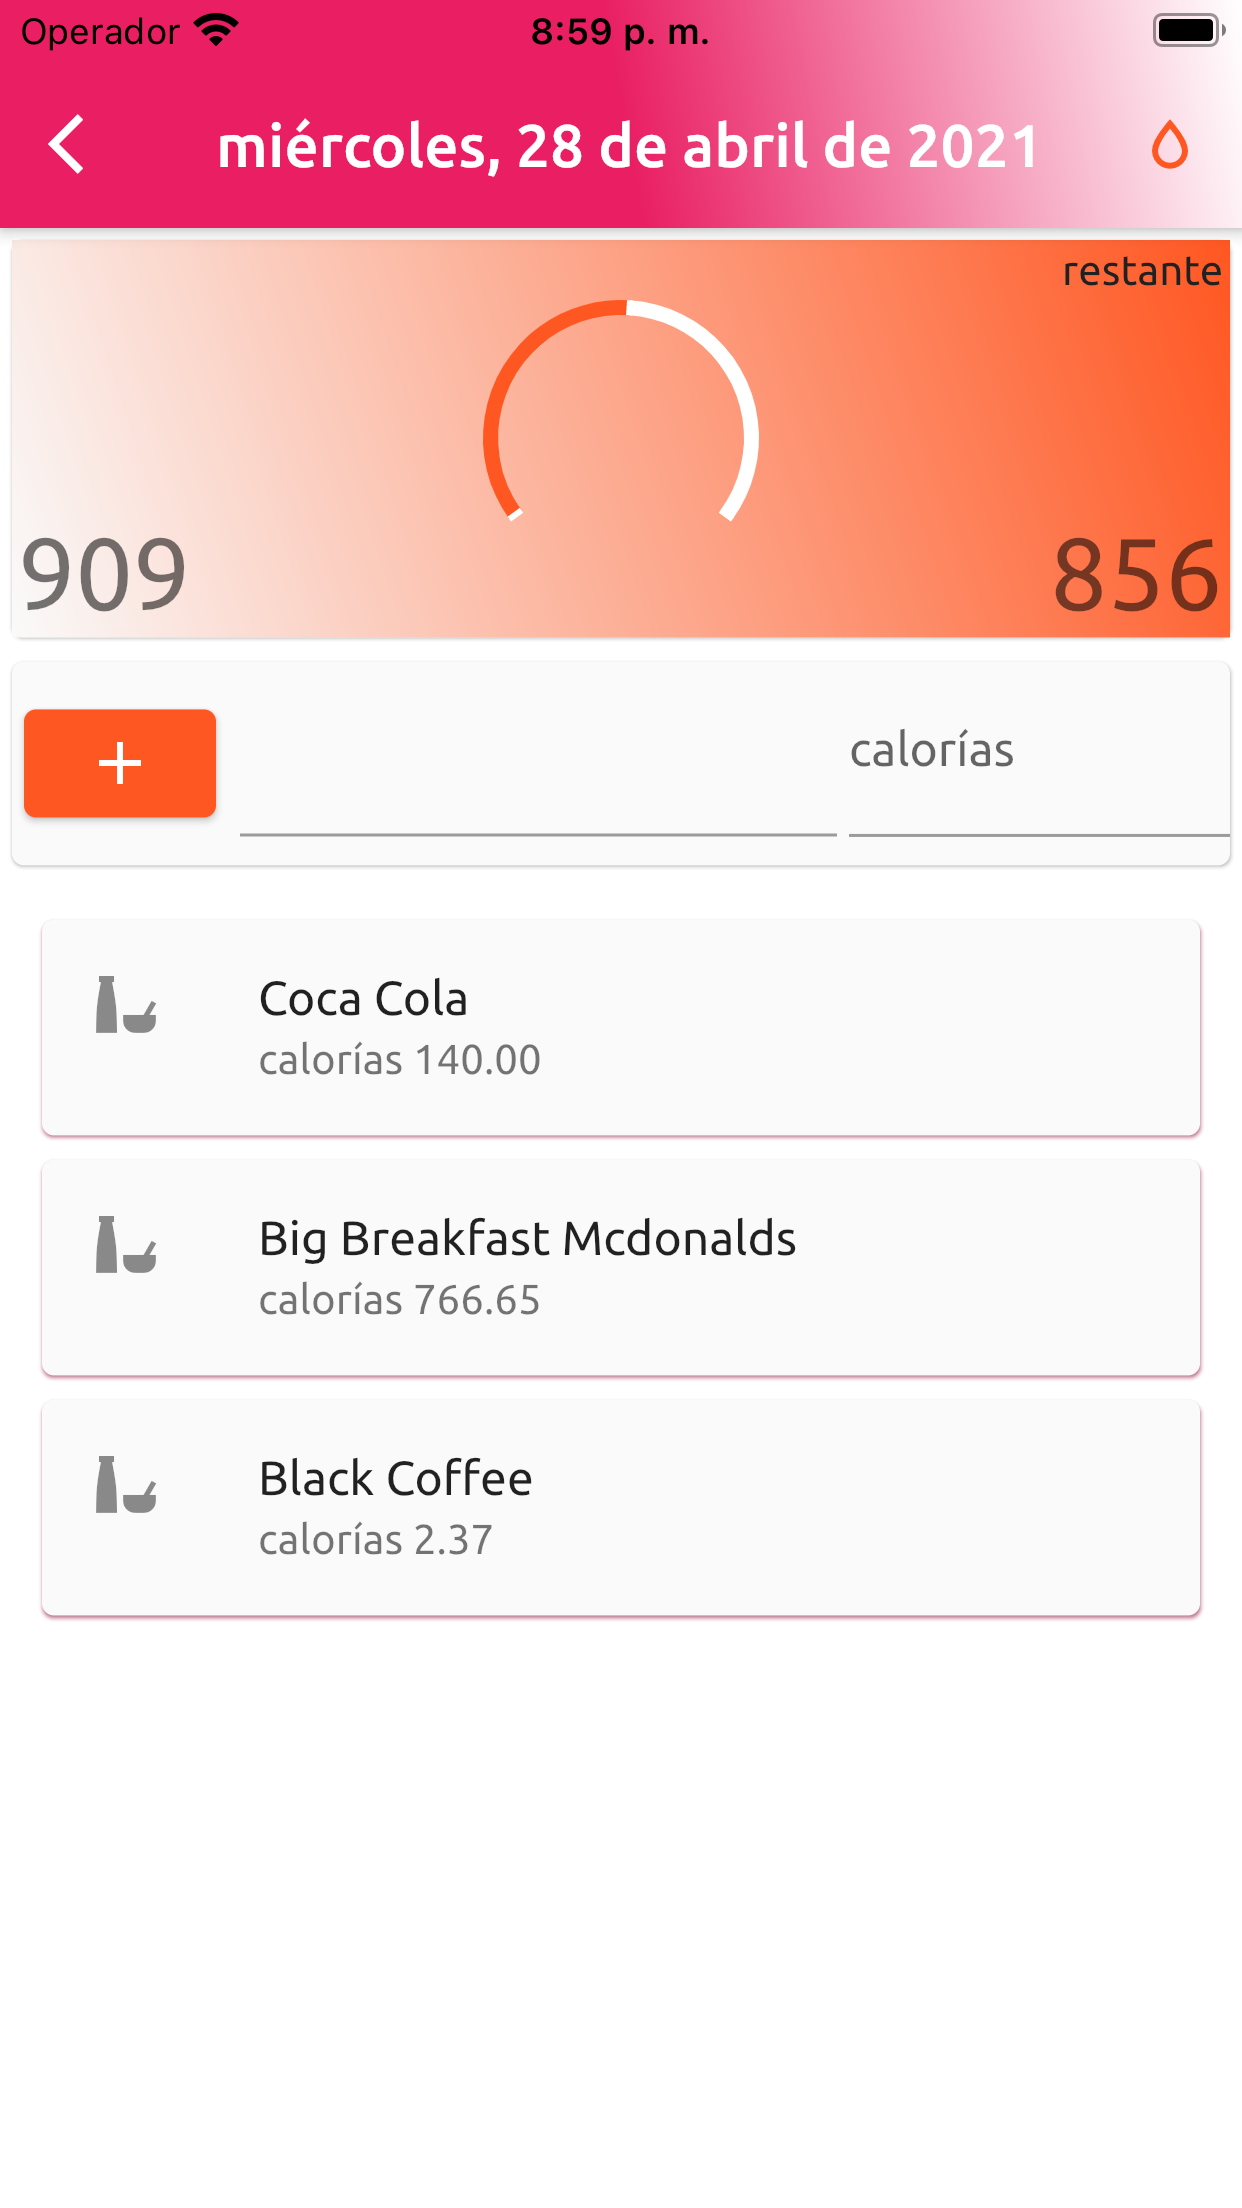 Operador 8:59 p. m.
miércoles, 28 de abril de 2021
restante
909 856
calorías
Coca Cola
calorías 140.00
Big Breakfast Mcdonalds
calorías 766.65
Black Coffee
calorías 2.37